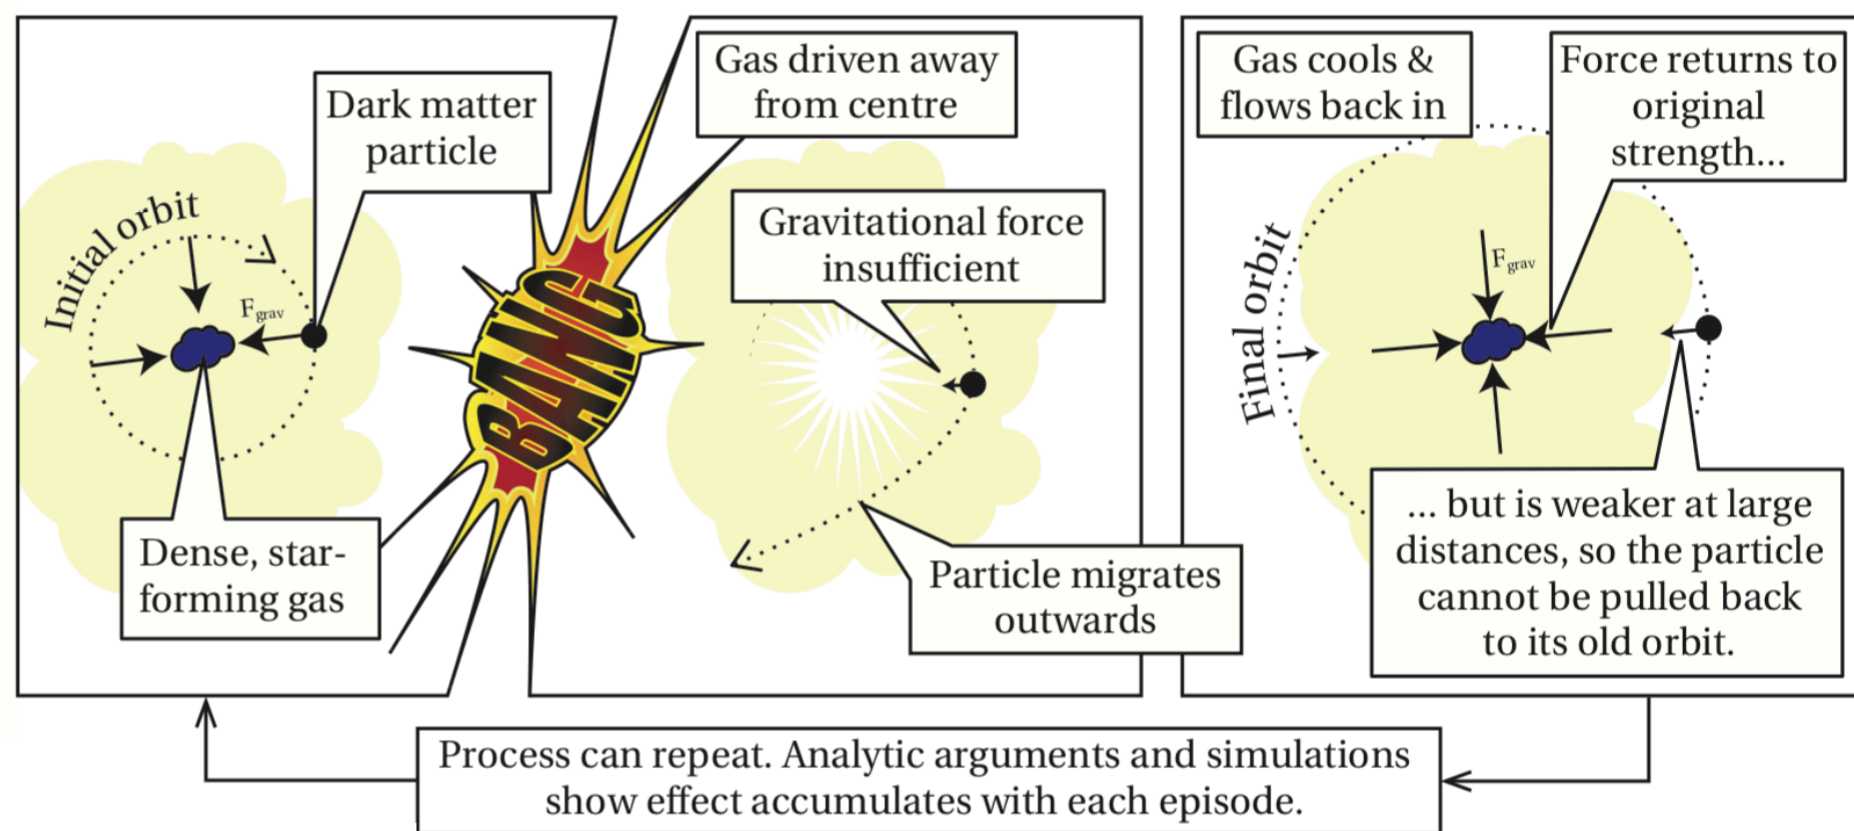 Dark matter
particle
Initial orbit
F_grav
Dense, star-
forming gas
BANG
Gas driven away
from centre
Gravitational force
insufficient
Particle migrates
outwards
Gas cools &
flows back in
Force returns to
original
strength...
Final orbit
F_grav
... but is weaker at large
distances, so the particle
cannot be pulled back
to its old orbit.
Process can repeat. Analytic arguments and simulations
show effect accumulates with each episode.